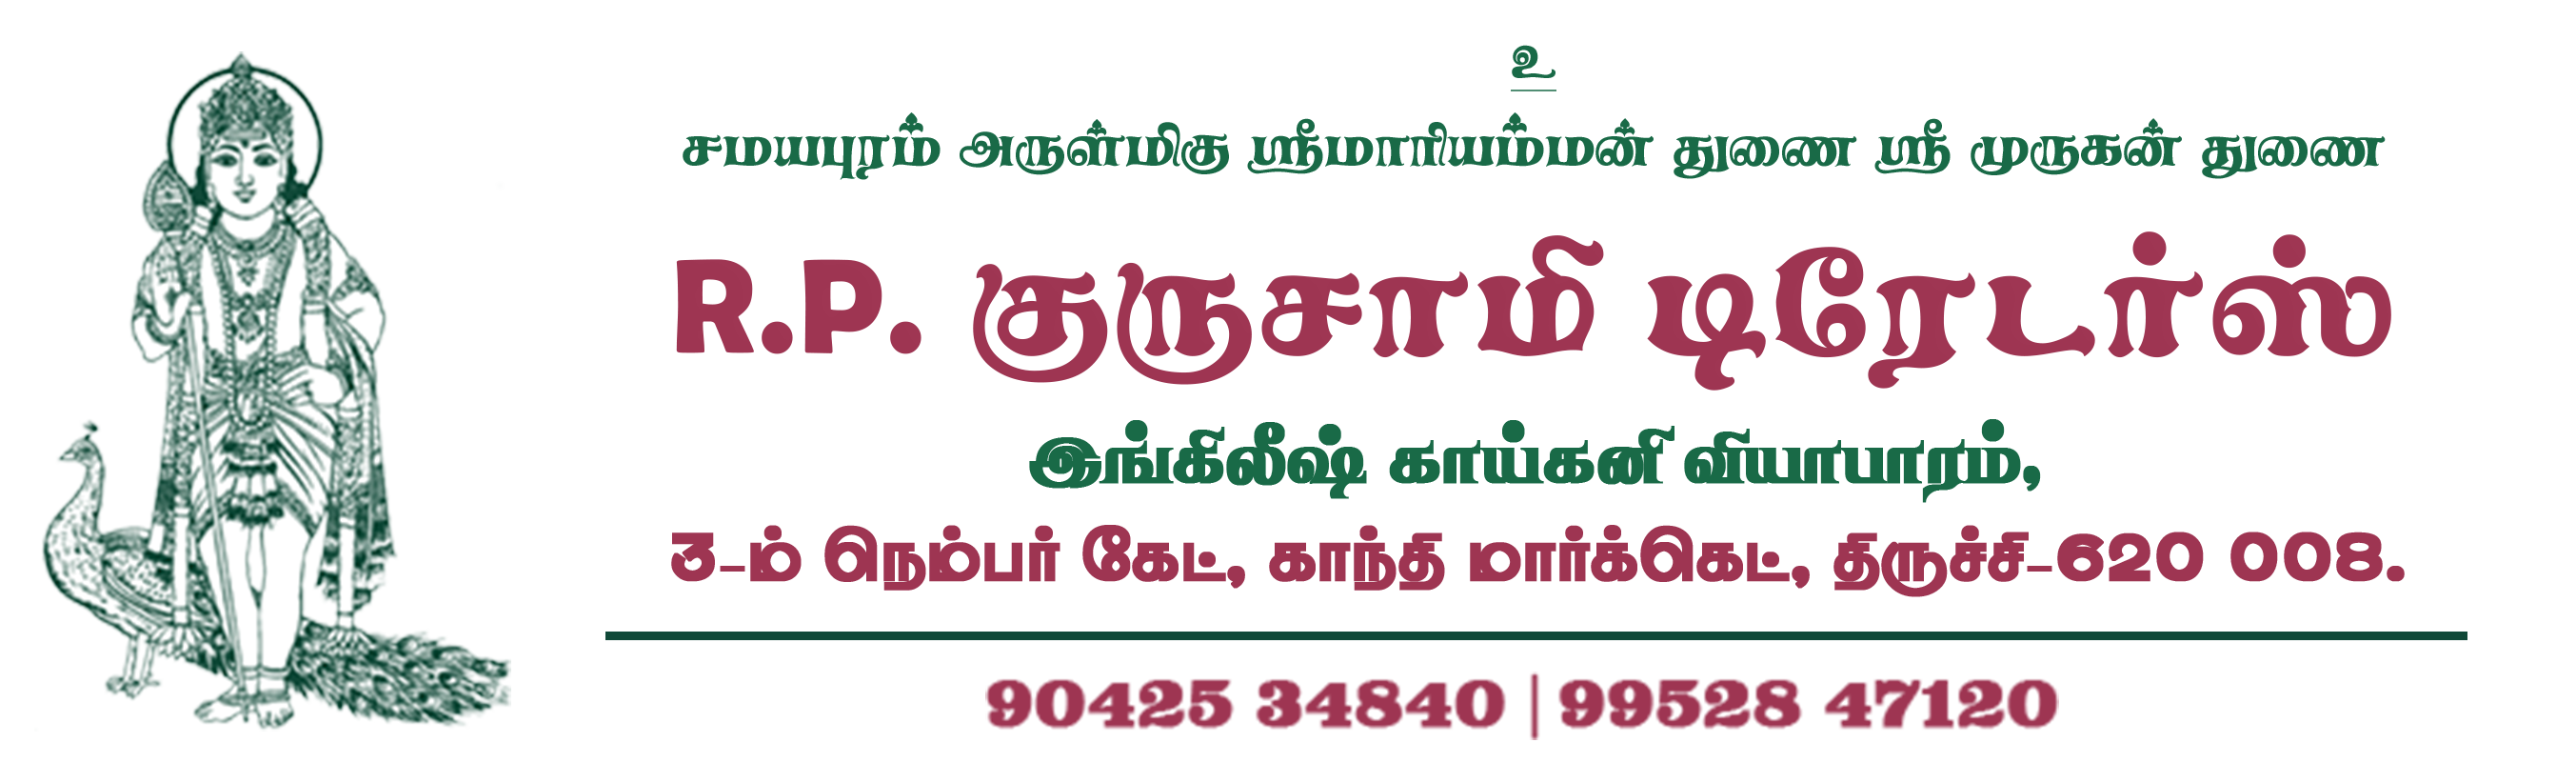 உ
சமயபுரம் அருள்மிகு ஸ்ரீமாரியம்மன் துணை ஸ்ரீ முருகன் துணை
R.P. குருசாமி டிரேடர்ஸ்
இங்கிலீஷ் காய்கனி வியாபாரம்,
3-ம் நெம்பர் கேட், காந்தி மார்க்கெட், திருச்சி-620 008.
90425 34840 | 99528 47120